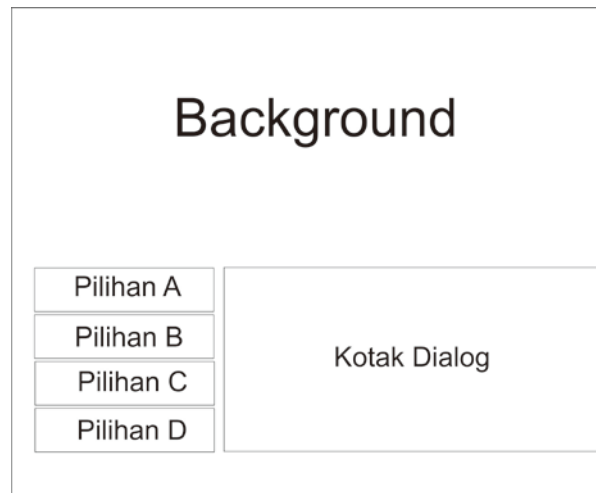 Background
Pilihan A
Pilihan B
Pilihan C
Pilihan D
Kotak Dialog